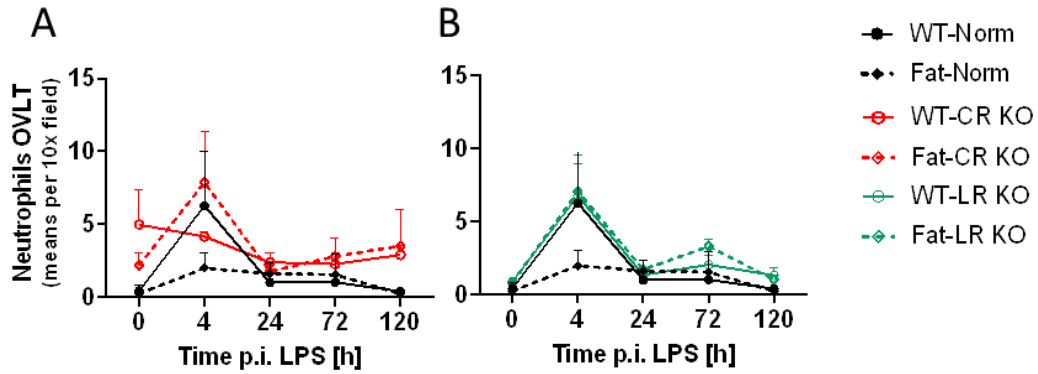 A
B
Neutrophils OVLT
(means per 10x field)
15
10
5
0
0 4 24 72 120
Time p.i. LPS [h]
15
10
5
0
0 4 24 72 120
Time p.i. LPS [h]
WT-Norm
Fat-Norm
WT-CR KO
Fat-CR KO
WT-LR KO
Fat-LR KO